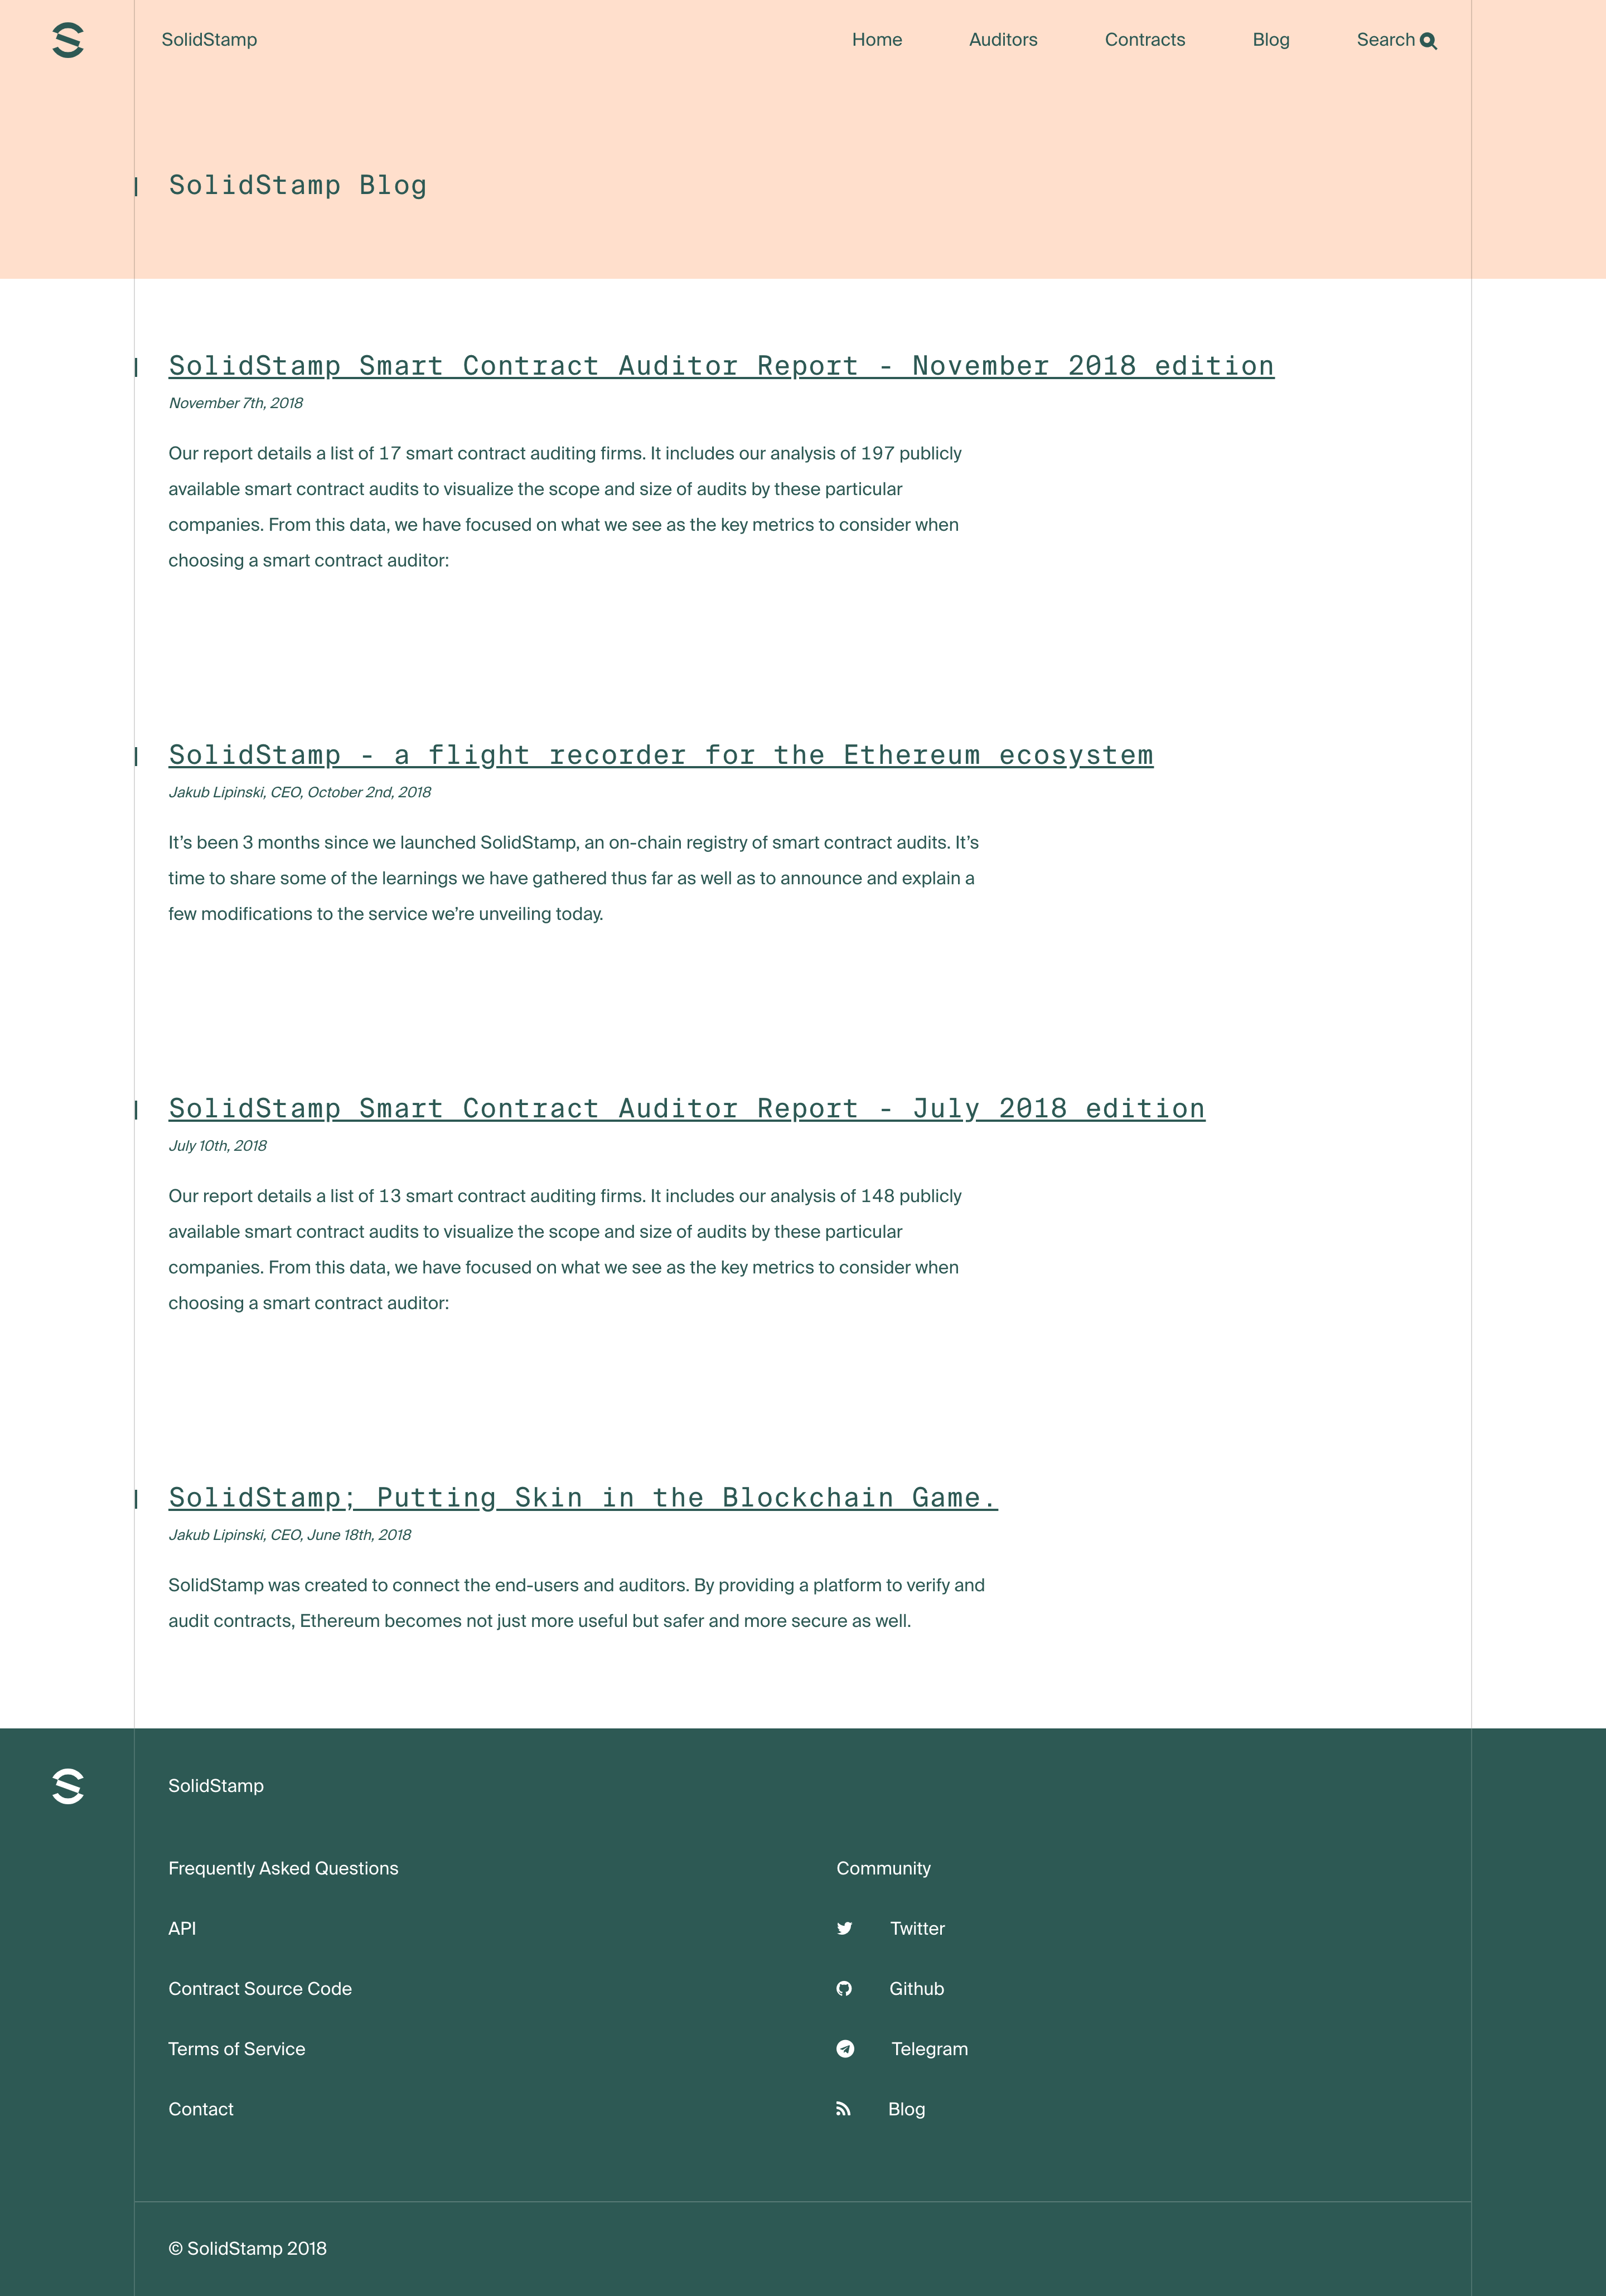 SolidStamp
Home
Auditors
Contracts
Blog
Search
SolidStamp Blog
SolidStamp Smart Contract Auditor Report - November 2018 edition
November 7th, 2018
Our report details a list of 17 smart contract auditing firms. It includes our analysis of 197 publicly
available smart contract audits to visualize the scope and size of audits by these particular
companies. From this data, we have focused on what we see as the key metrics to consider when
choosing a smart contract auditor:
SolidStamp - a flight recorder for the Ethereum ecosystem
Jakub Lipinski, CEO, October 2nd, 2018
It’s been 3 months since we launched SolidStamp, an on-chain registry of smart contract audits. It’s
time to share some of the learnings we have gathered thus far as well as to announce and explain a
few modifications to the service we’re unveiling today.
SolidStamp Smart Contract Auditor Report - July 2018 edition
July 10th, 2018
Our report details a list of 13 smart contract auditing firms. It includes our analysis of 148 publicly
available smart contract audits to visualize the scope and size of audits by these particular
companies. From this data, we have focused on what we see as the key metrics to consider when
choosing a smart contract auditor:
SolidStamp; Putting Skin in the Blockchain Game.
Jakub Lipinski, CEO, June 18th, 2018
SolidStamp was created to connect the end-users and auditors. By providing a platform to verify and
audit contracts, Ethereum becomes not just more useful but safer and more secure as well.
SolidStamp
Frequently Asked Questions
API
Contract Source Code
Terms of Service
Contact
Community
Twitter
Github
Telegram
Blog
© SolidStamp 2018